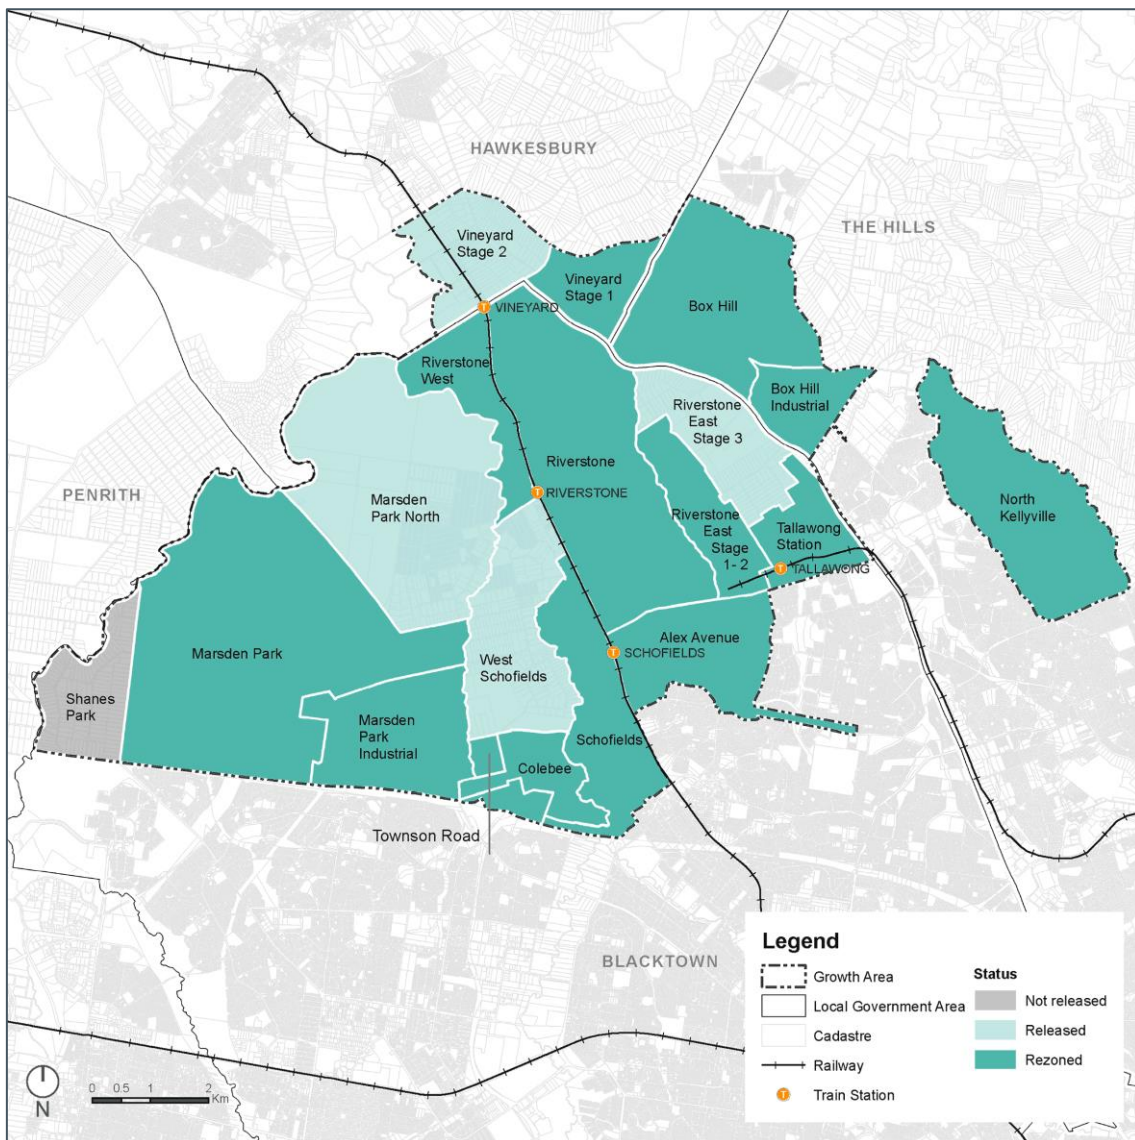 HAWKESBURY
THE HILLS
Vineyard
Stage 2
Vineyard
Stage 1
Box Hill
VINEYARD
Riverstone
West
Box Hill
Industrial
Riverstone
East
Stage 3
Riverstone
PENRITH
Marsden
Park North
RIVERSTONE
North
Kellyville
Riverstone
East
Stage
1- 2
Tallawong
Station
TALLAWONG
Alex Avenue
Marsden Park
West
Schofields
SCHOFIELDS
Shanes
Park
Marsden
Park
Industrial
Schofields
Colebee
Townson Road
BLACKTOWN
Legend
Growth Area
Local Government Area
Cadastre
Railway
Train Station
Status
Not released
Released
Rezoned
N
0 0.5 1 2
Km